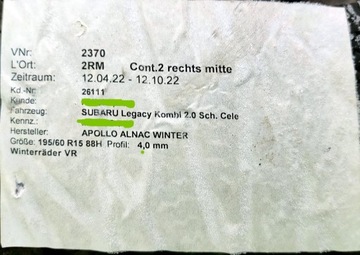 VNr: 2370
L'Ort: 2RM Cont.2 rechts mitte
Zeitraum: 12.04.22 - 12.10.22
Kd.-Nr: 26111
Kunde:
Fahrzeug: SUBARU Legacy Kombi 2.0 Sch. Cele
Kennz.:
Hersteller: APOLLO ALNAC WINTER
Größe: 195/60 R15 88H Profil: 4,0 mm
Winterräder VR